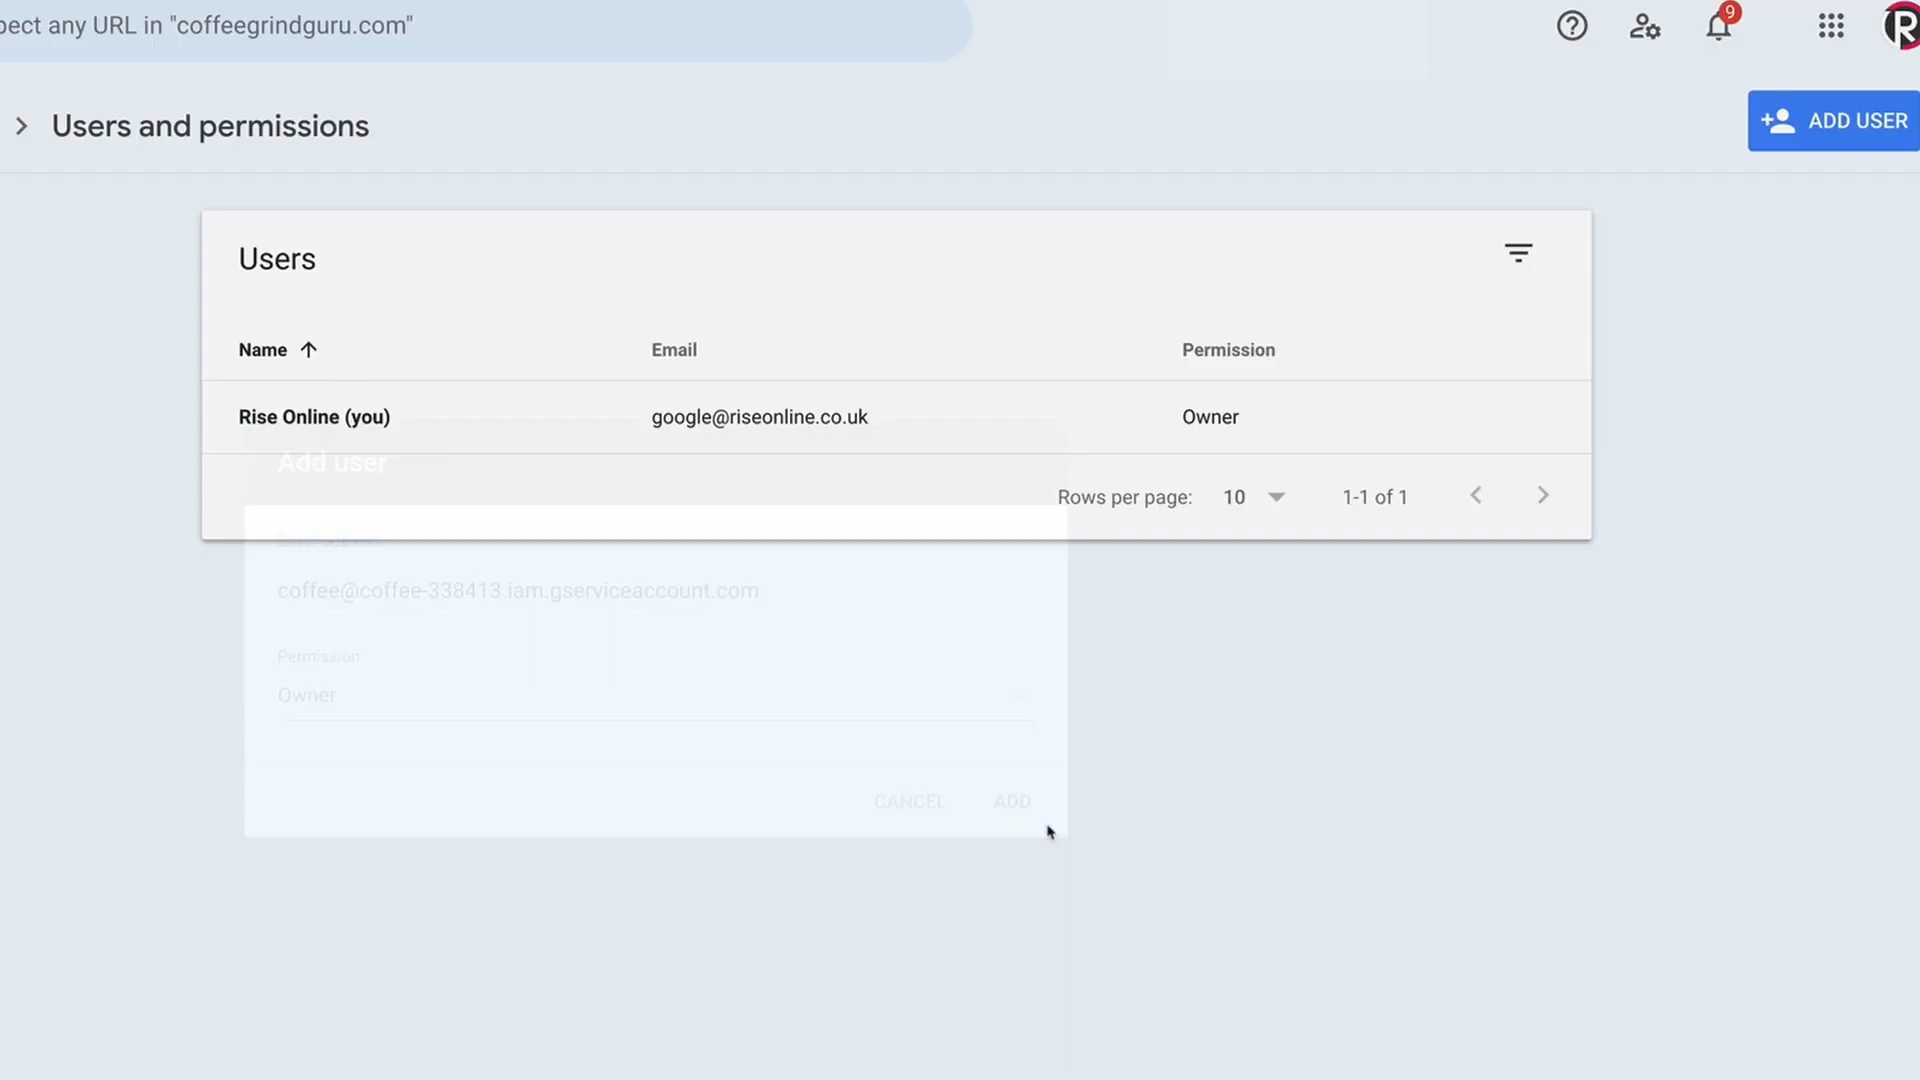 pect any URL in "coffeegrindguru.com"
9
R
Users and permissions
ADD USER
Users
Name
Email
Permission
Rise Online (you)
google@riseonline.co.uk
Owner
Add user
Rows per page:
10
1-1 of 1
coffee@coffee-338413.iam.gserviceaccount.com
Permission
Owner
CANCEL
ADD